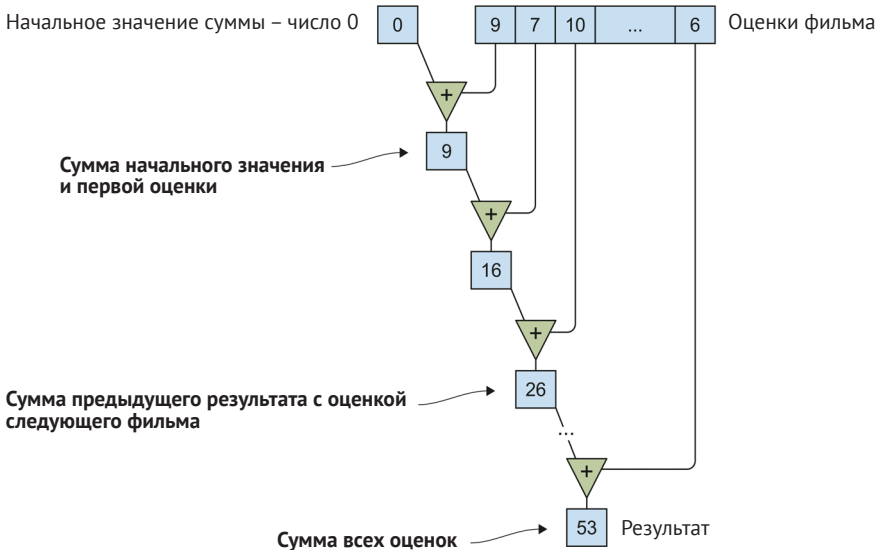 Начальное значение суммы – число 0
0
9 7 10 ... 6
Оценки фильма
+
9
Сумма начального значения
и первой оценки
+
16
+
26
Сумма предыдущего результата с оценкой
следующего фильма
...
+
53
Результат
Сумма всех оценок